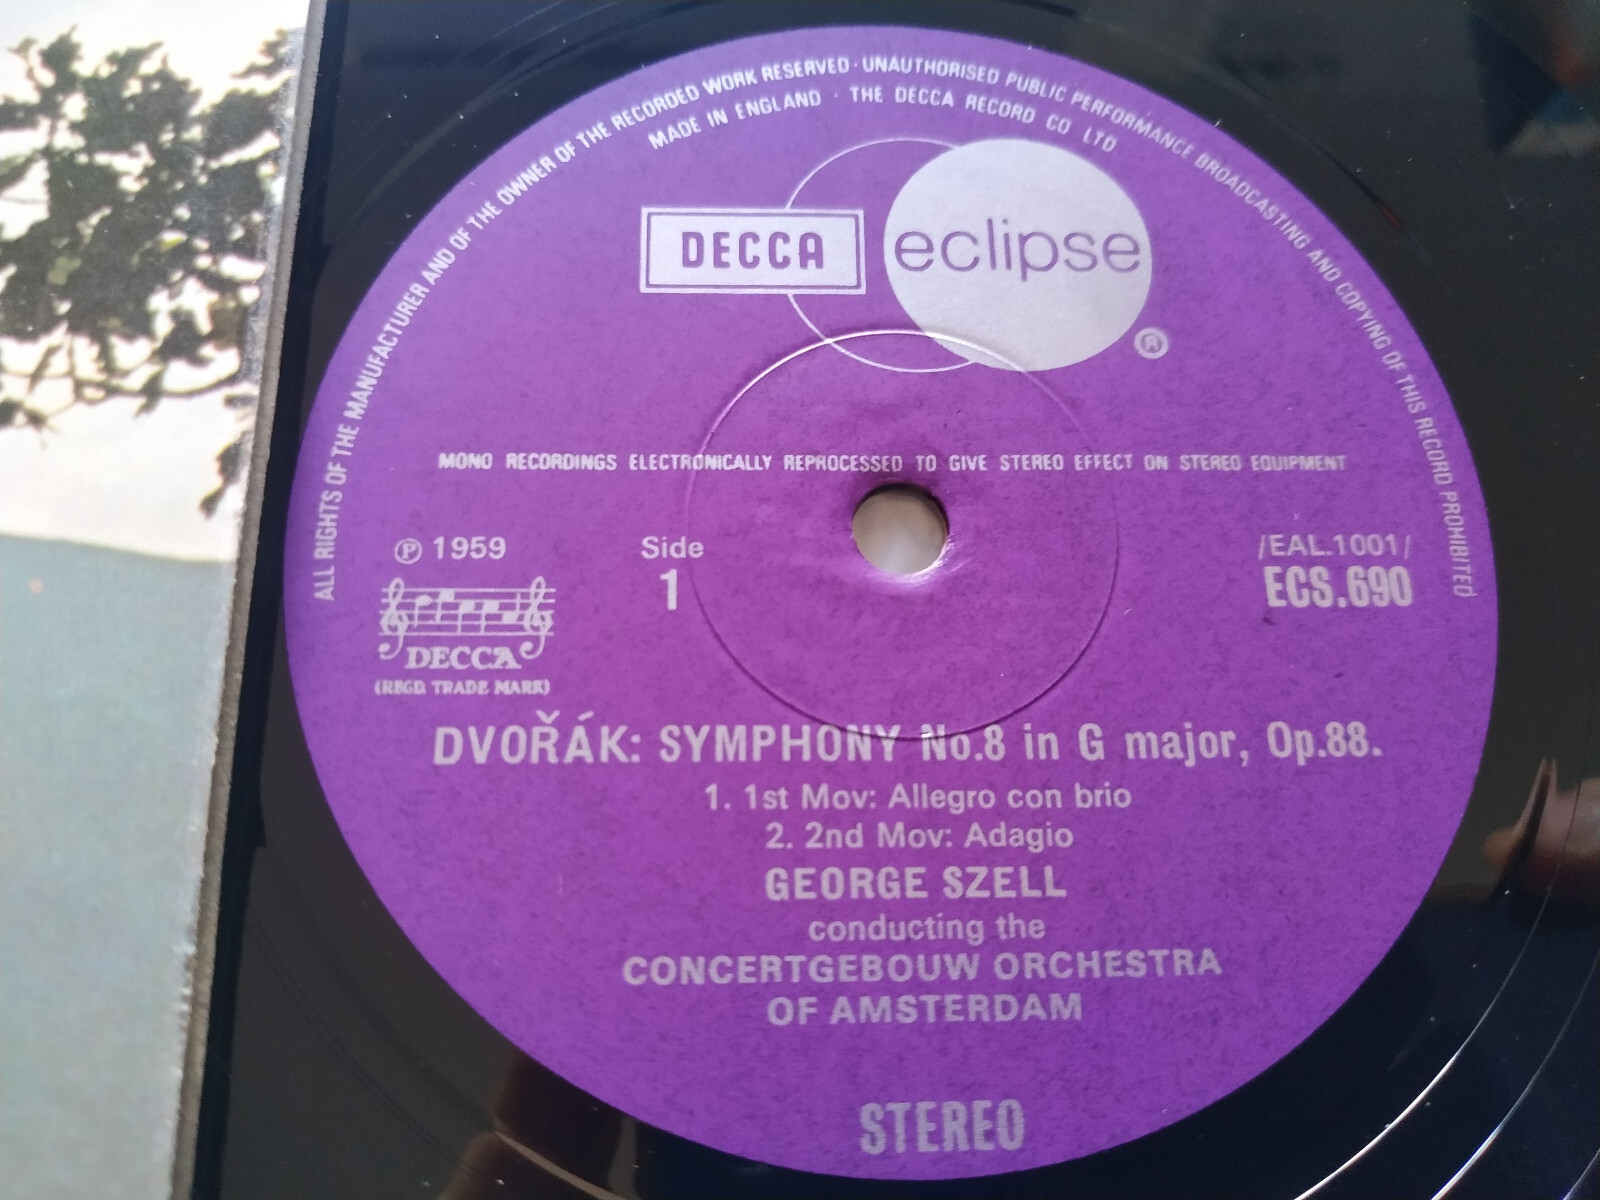 ALL RIGHTS OF THE MANUFACTURER AND OF THE OWNER OF THE RECORDED WORK RESERVED · UNAUTHORISED PUBLIC PERFORMANCE BROADCASTING AND COPYING OF THIS RECORD PROHIBITED
MADE IN ENGLAND · THE DECCA RECORD CO LTD
DECCA eclipse ®
MONO RECORDINGS ELECTRONICALLY REPROCESSED TO GIVE STEREO EFFECT ON STEREO EQUIPMENT
℗ 1959 Side /EAL.1001/
1 ECS.690
DECCA
(REGD. TRADE MARK)
DVOŘÁK: SYMPHONY No.8 in G major, Op.88.
1. 1st Mov: Allegro con brio
2. 2nd Mov: Adagio
GEORGE SZELL
conducting the
CONCERTGEBOUW ORCHESTRA
OF AMSTERDAM
STEREO